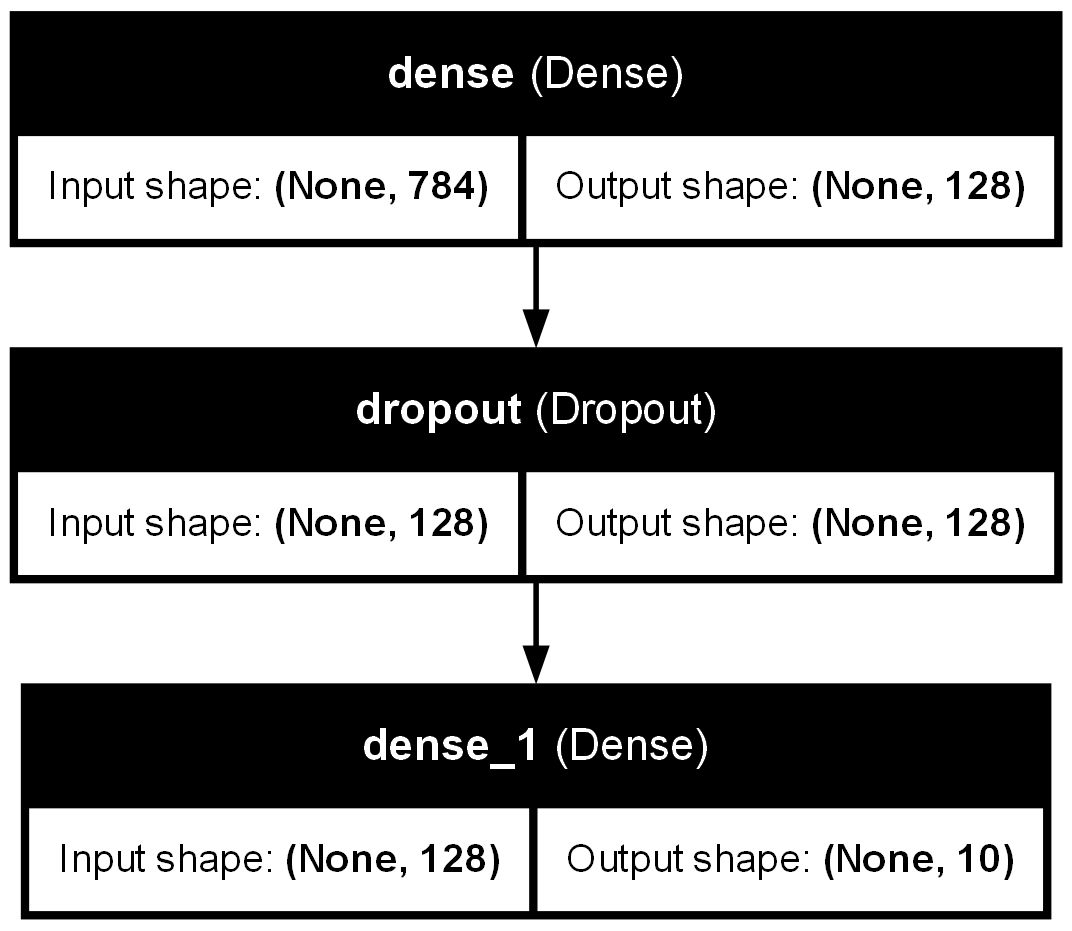 dense (Dense)
Input shape: (None, 784) Output shape: (None, 128)
dropout (Dropout)
Input shape: (None, 128) Output shape: (None, 128)
dense_1 (Dense)
Input shape: (None, 128) Output shape: (None, 10)